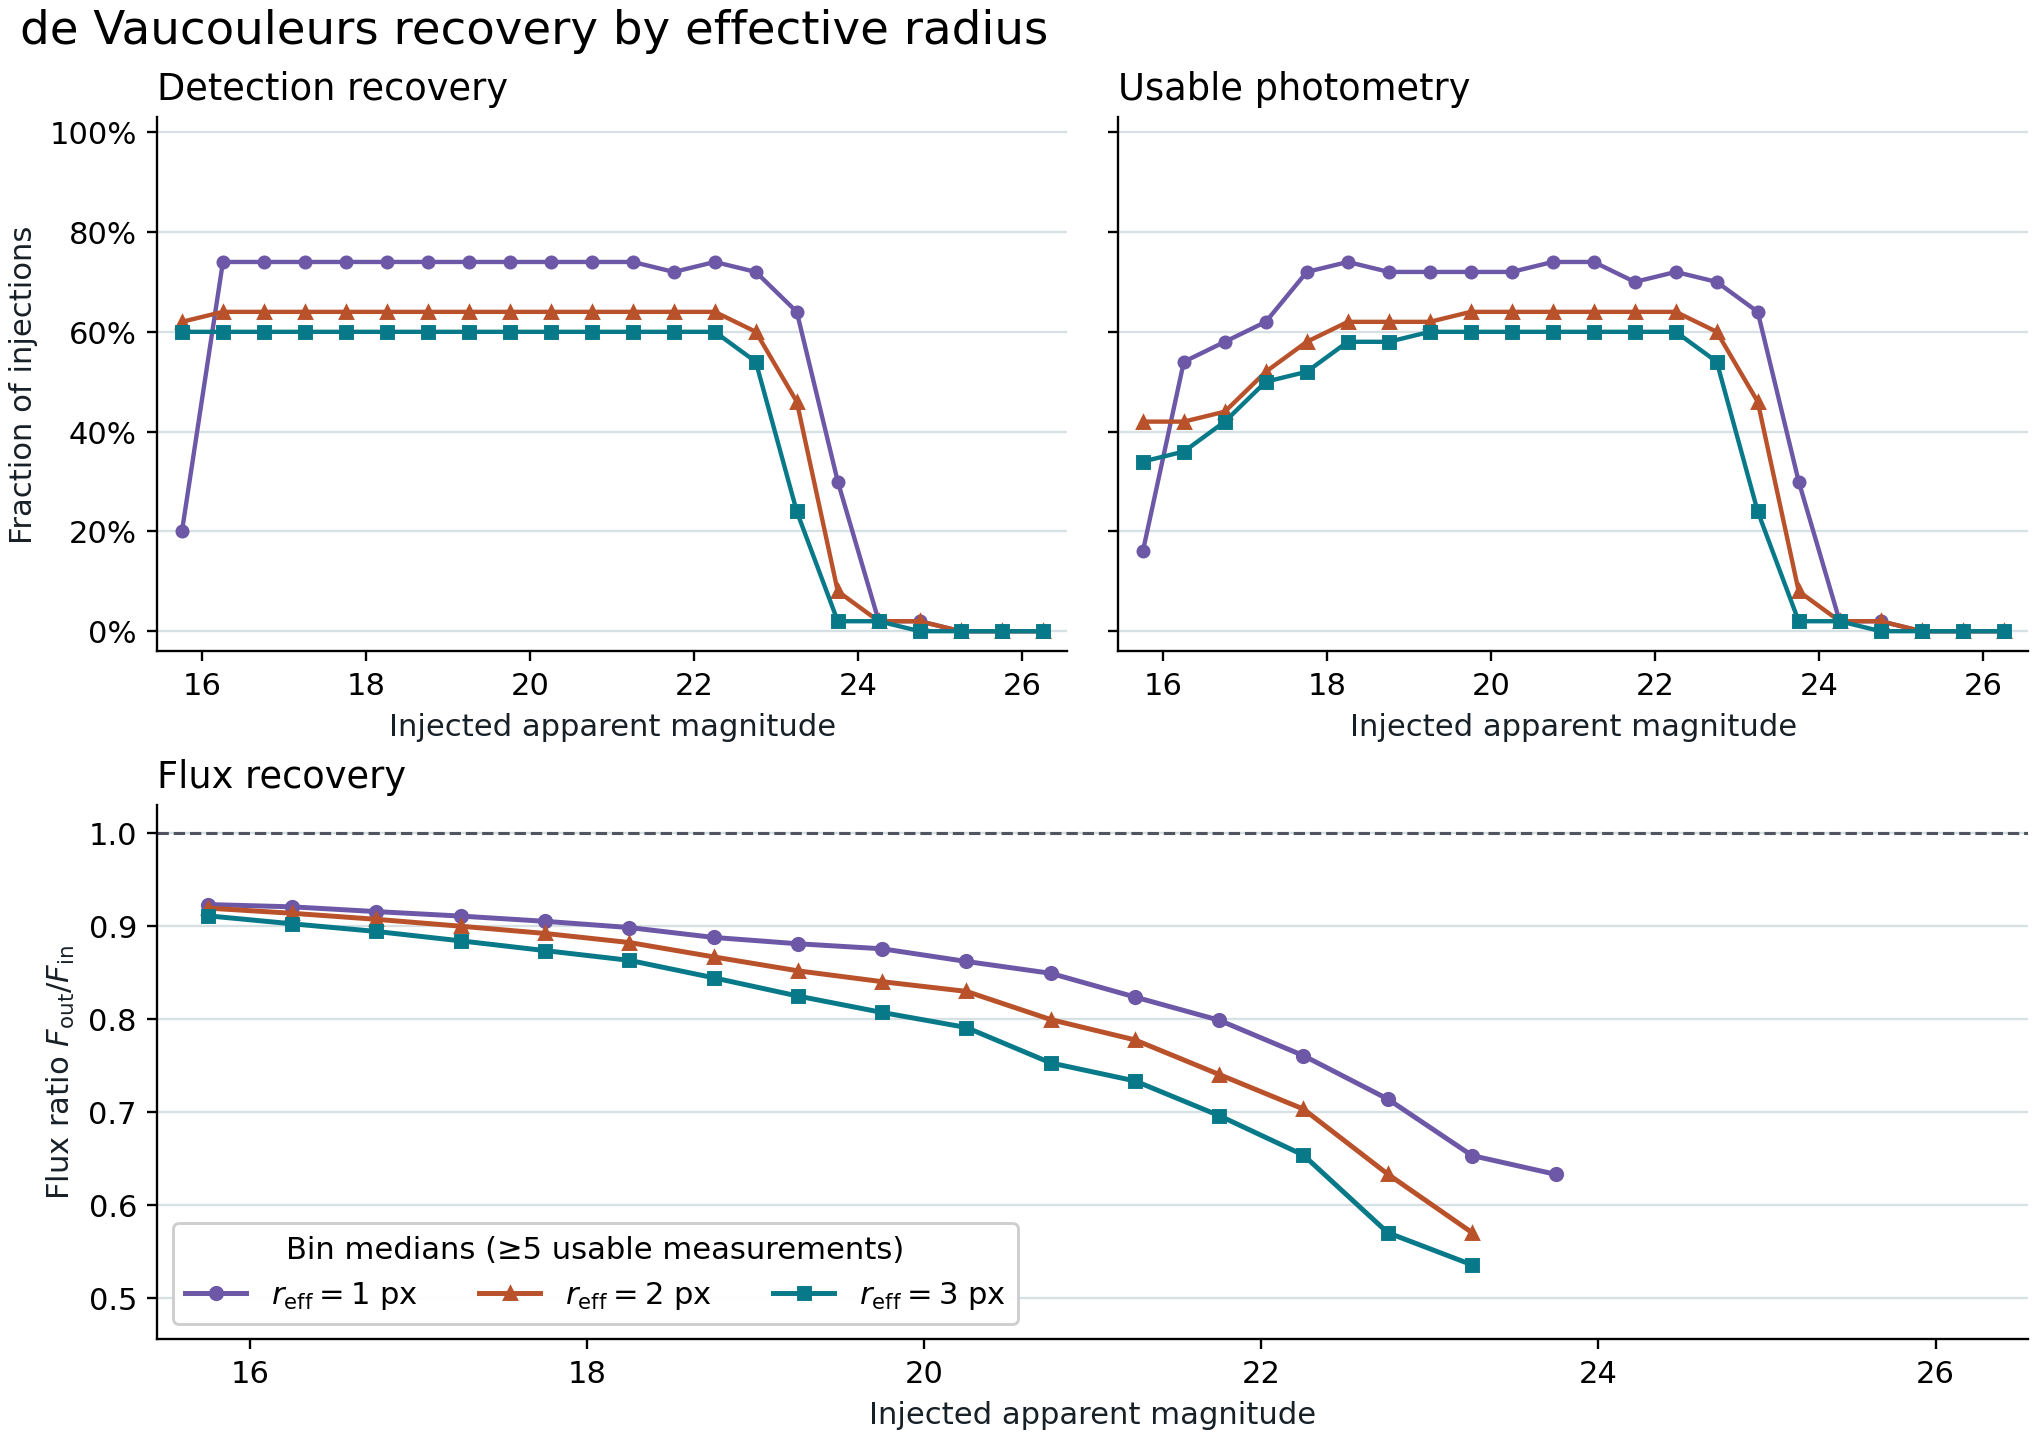 de Vaucouleurs recovery by effective radius
Detection recovery
Usable photometry
Fraction of injections
100%
80%
60%
40%
20%
0%
16 18 20 22 24 26
16 18 20 22 24 26
Injected apparent magnitude
Injected apparent magnitude
Flux recovery
Flux ratio F_out/F_in
1.0
0.9
0.8
0.7
0.6
0.5
Bin medians (≥5 usable measurements)
r_eff = 1 px r_eff = 2 px r_eff = 3 px
16 18 20 22 24 26
Injected apparent magnitude